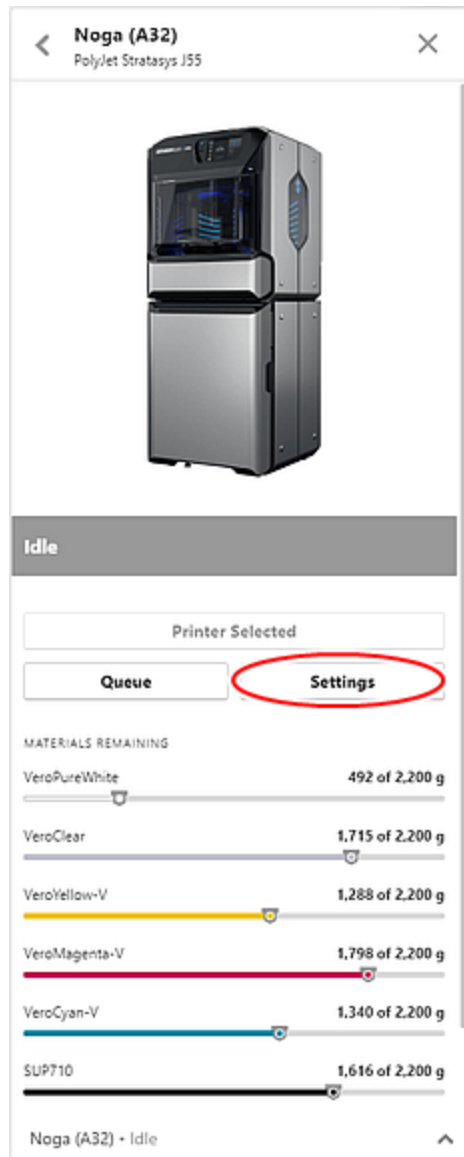 Noga (A32)
PolyJet Stratasys J55
Idle
Printer Selected
Queue Settings
MATERIALS REMAINING
VeroPureWhite 492 of 2,200 g
VeroClear 1,715 of 2,200 g
VeroYellow-V 1,288 of 2,200 g
VeroMagenta-V 1,798 of 2,200 g
VeroCyan-V 1,340 of 2,200 g
SUP710 1,616 of 2,200 g
Noga (A32) • Idle